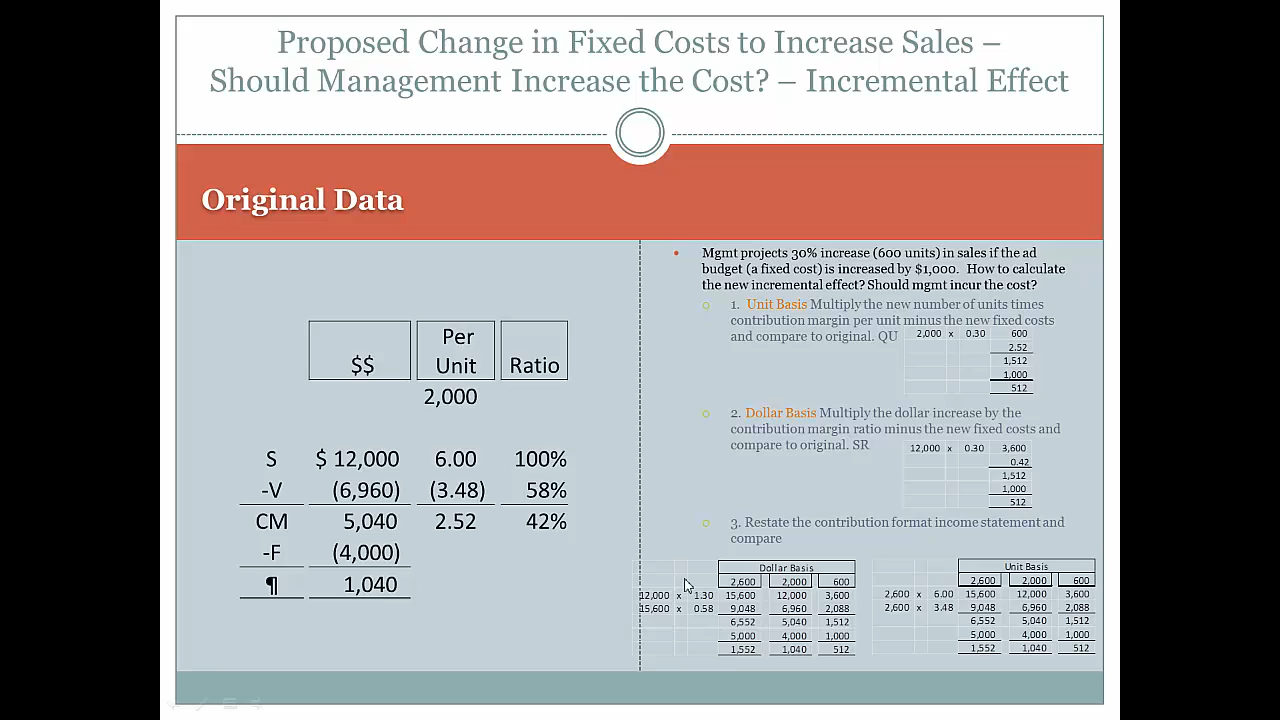 Proposed Change in Fixed Costs to Increase Sales –
Should Management Increase the Cost? – Incremental Effect
Original Data
$$ Per Unit Ratio
2,000
S $ 12,000 6.00 100%
-V (6,960) (3.48) 58%
CM 5,040 2.52 42%
-F (4,000)
¶ 1,040
• Mgmt projects 30% increase (600 units) in sales if the ad
budget (a fixed cost) is increased by $1,000. How to calculate
the new incremental effect? Should mgmt incur the cost?
1. Unit Basis Multiply the new number of units times
contribution margin per unit minus the new fixed costs
and compare to original. QU
2,000 x 0.30 600
2.52
1,512
1,000
512
2. Dollar Basis Multiply the dollar increase by the
contribution margin ratio minus the new fixed costs and
compare to original. SR
12,000 x 0.30 3,600
0.42
1,512
1,000
512
3. Restate the contribution format income statement and
compare
Dollar Basis
2,600 2,000 600
12,000 x 1.30 15,600 12,000 3,600
15,600 x 0.58 9,048 6,960 2,088
6,552 5,040 1,512
5,000 4,000 1,000
1,552 1,040 512
Unit Basis
2,600 2,000 600
2,600 x 6.00 15,600 12,000 3,600
2,600 x 3.48 9,048 6,960 2,088
6,552 5,040 1,512
5,000 4,000 1,000
1,552 1,040 512